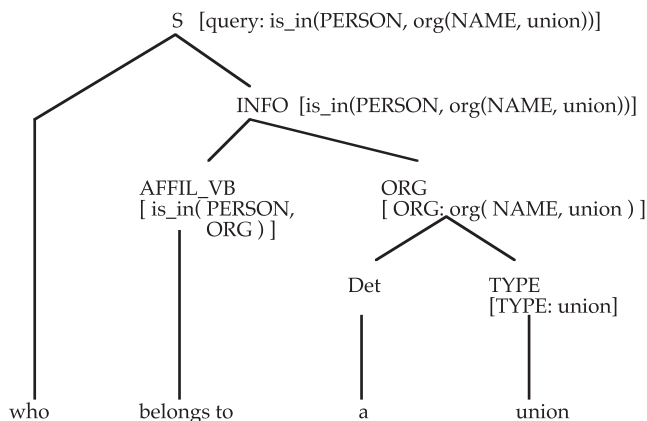 S [query: is_in(PERSON, org(NAME, union))]
INFO [is_in(PERSON, org(NAME, union))]
AFFIL_VB
[ is_in( PERSON,
ORG ) ]
ORG
[ ORG: org( NAME, union ) ]
Det
TYPE
[TYPE: union]
who
belongs to
a
union